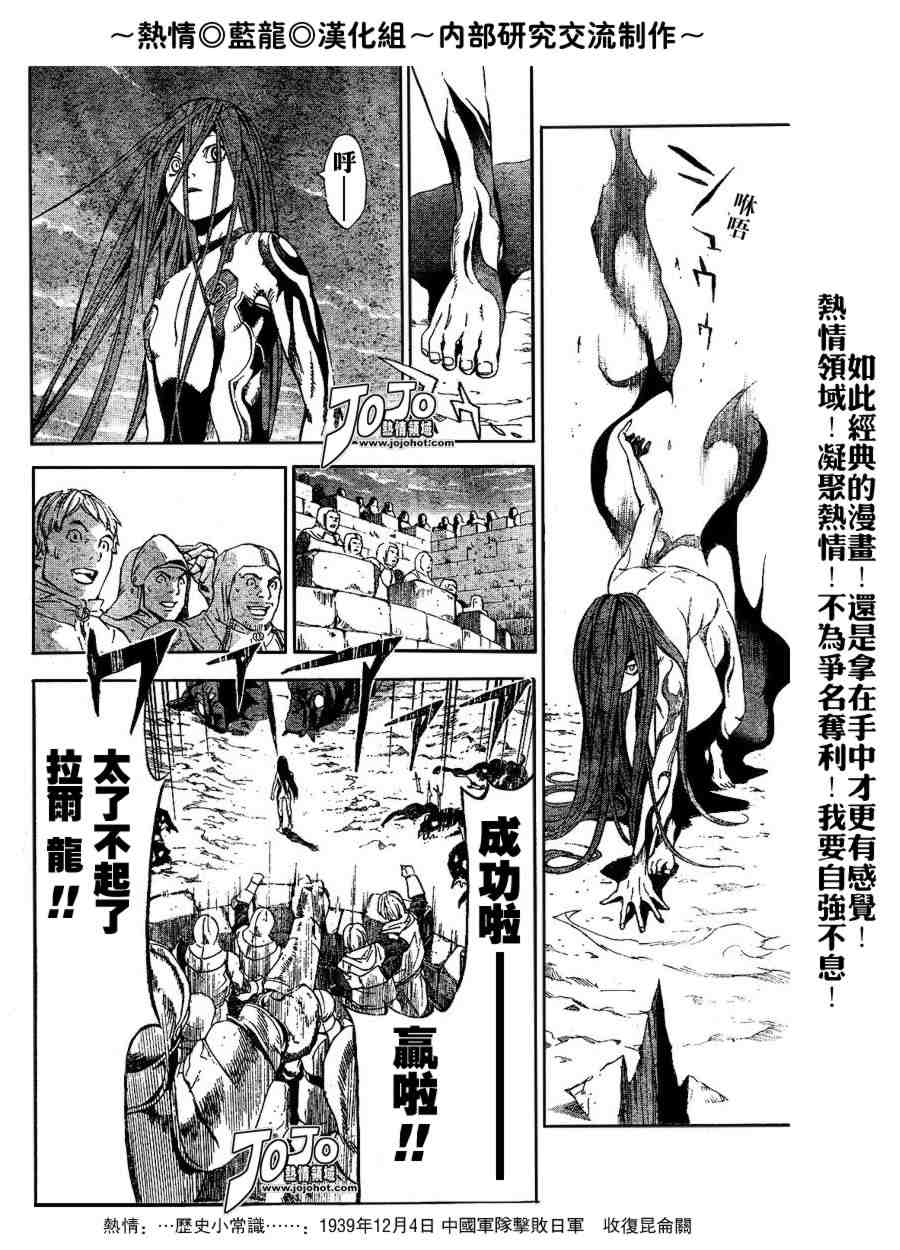 ～熱情◎藍龍◎漢化組～内部研究交流制作～
咻唔
シュウウ
呼——
JOJO
熱情領域
www.jojohot.com
如此經典的漫畫！還是拿在手中才更有感覺！
熱情領域！凝聚熱情！不為爭名奪利！我要自強不息！
成功啦——
贏啦!!
太了不起了
拉爾 龍!!
JOJO
熱情領域
www.jojohot.com
熱情：…歷史小常識……：1939年12月4日 中國軍隊擊敗日軍　收復昆侖關